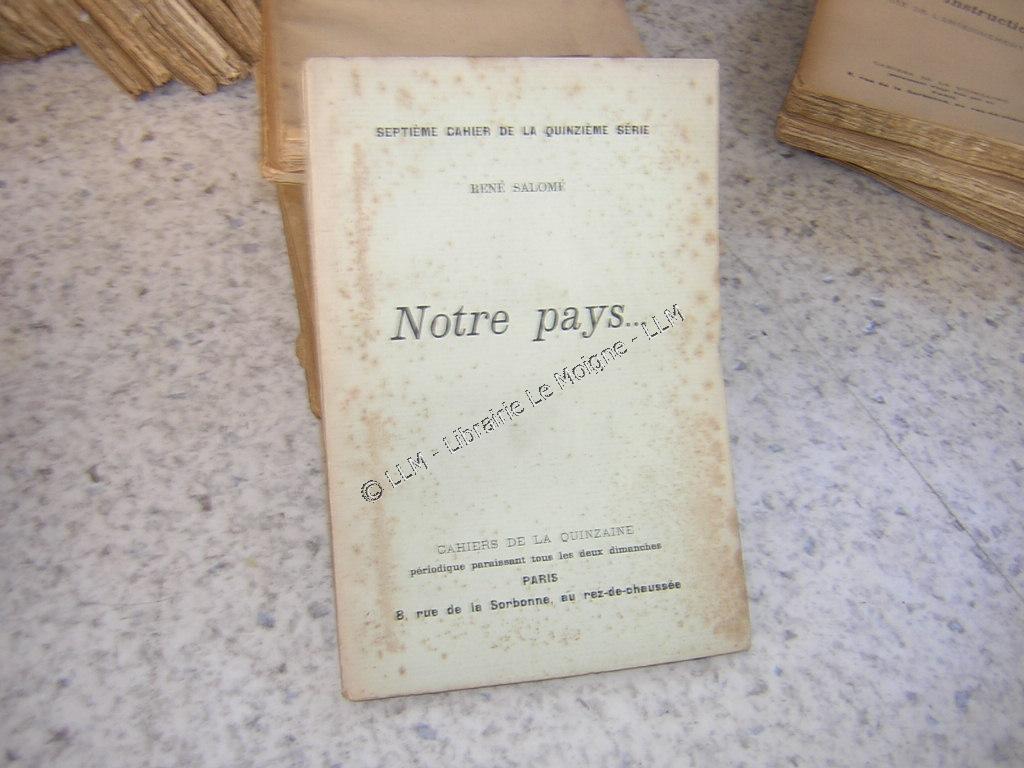 SEPTIÈME CAHIER DE LA QUINZIÈME SÉRIE
RENÉ SALOMÉ
Notre pays...
© LLM - Librairie Le Moigne - LLM
CAHIERS DE LA QUINZAINE
périodique paraissant tous les deux dimanches
PARIS
8, rue de la Sorbonne, au rez-de-chaussée